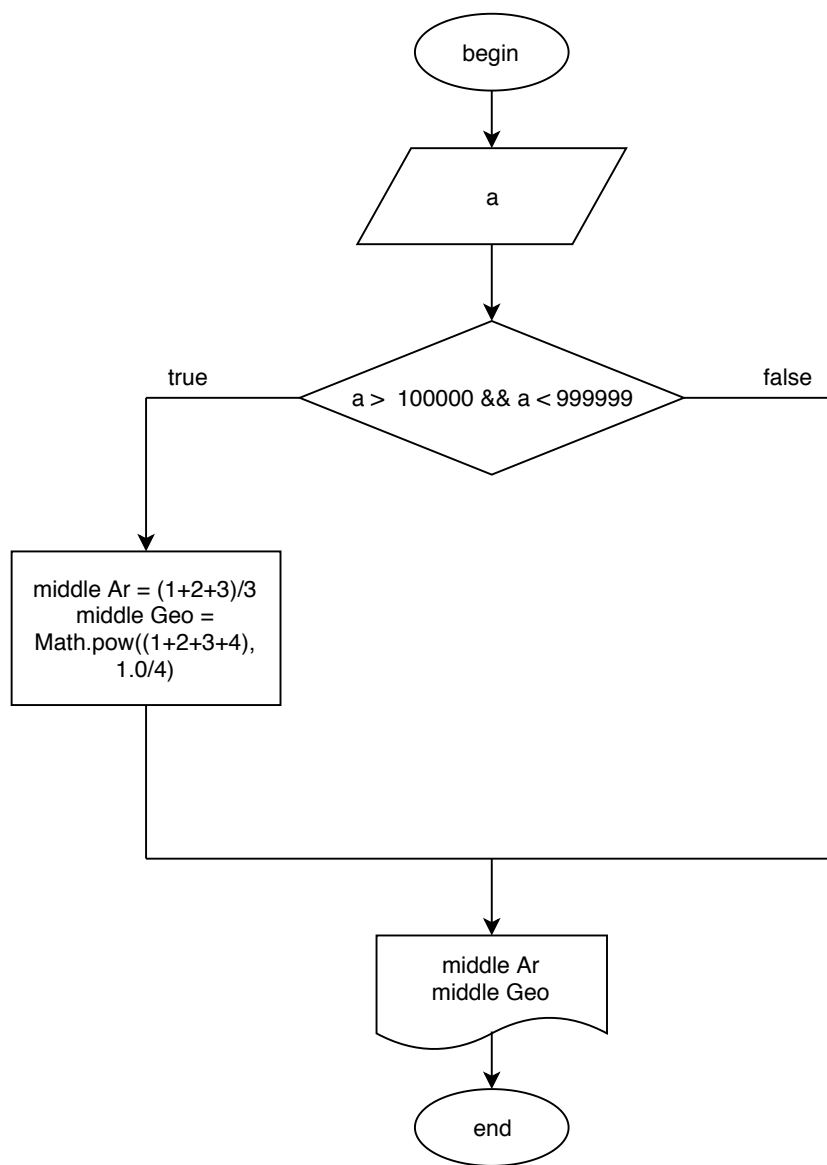 begin
a
true
false
a > 100000 && a < 999999
middle Ar = (1+2+3)/3
middle Geo =
Math.pow((1+2+3+4),
1.0/4)
middle Ar
middle Geo
end